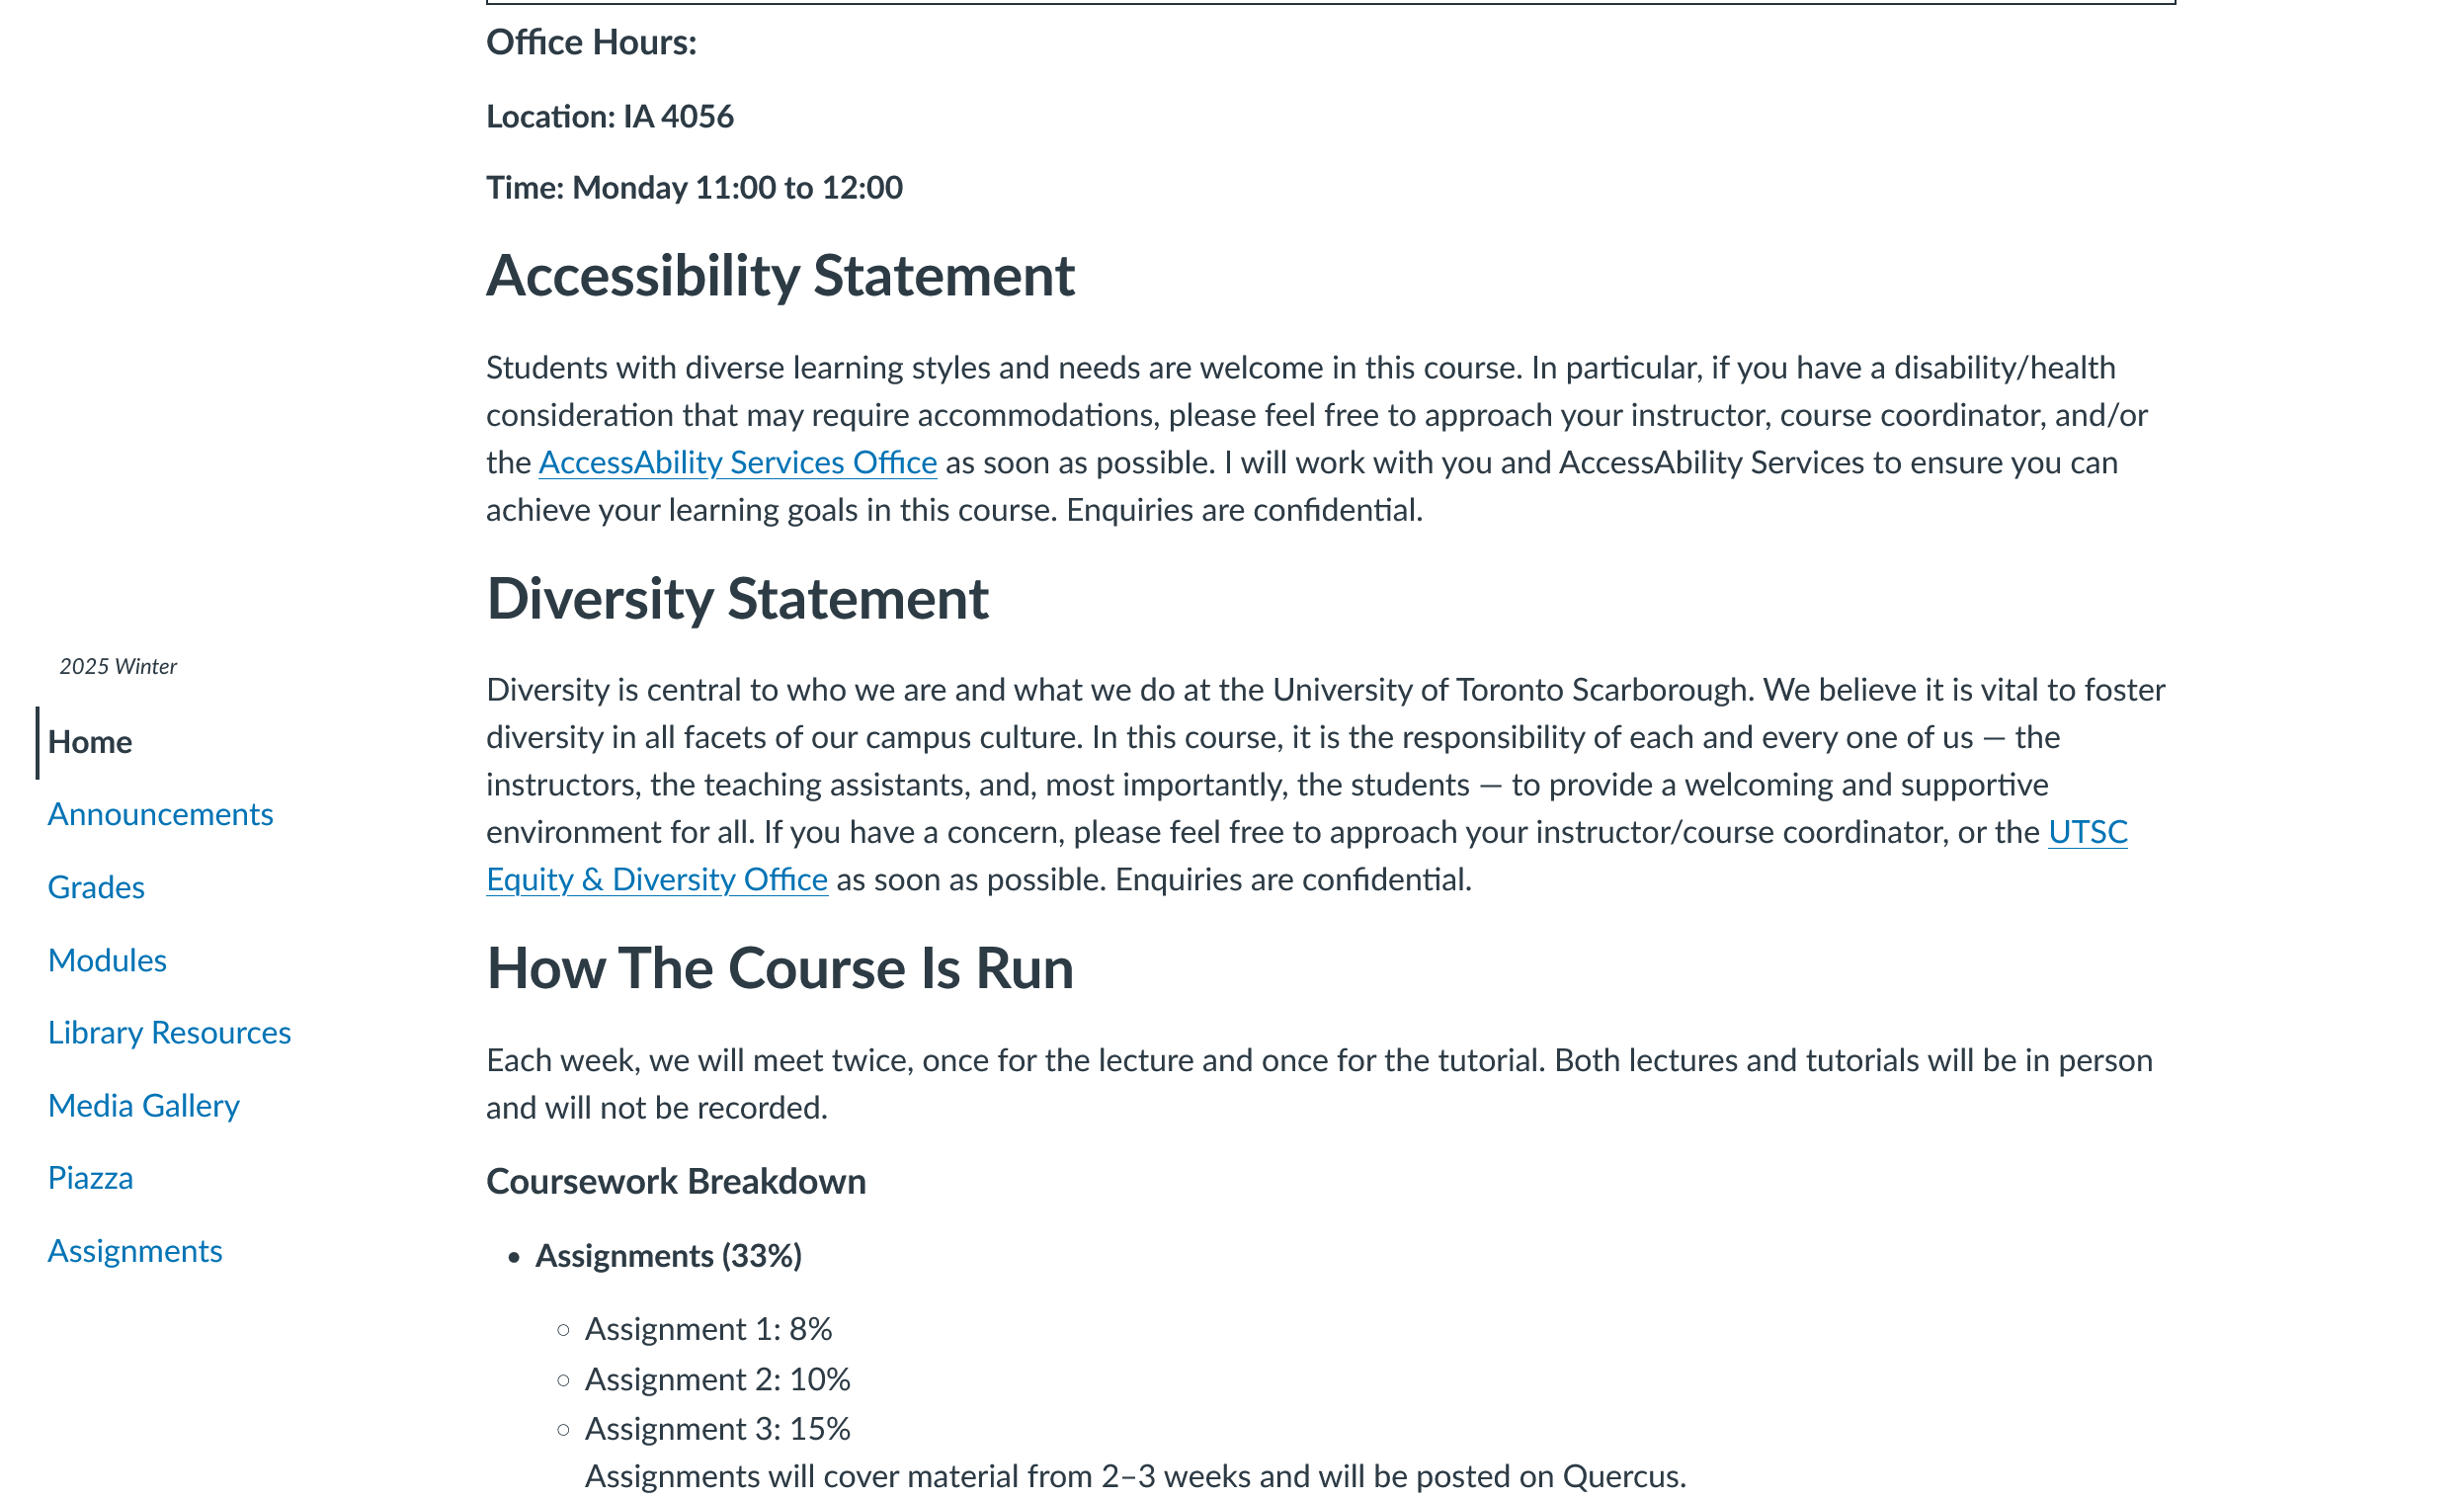 Office Hours:
Location: IA 4056
Time: Monday 11:00 to 12:00
Accessibility Statement
Students with diverse learning styles and needs are welcome in this course. In particular, if you have a disability/health
consideration that may require accommodations, please feel free to approach your instructor, course coordinator, and/or
the AccessAbility Services Office as soon as possible. I will work with you and AccessAbility Services to ensure you can
achieve your learning goals in this course. Enquiries are confidential.
Diversity Statement
Diversity is central to who we are and what we do at the University of Toronto Scarborough. We believe it is vital to foster
diversity in all facets of our campus culture. In this course, it is the responsibility of each and every one of us — the
instructors, the teaching assistants, and, most importantly, the students — to provide a welcoming and supportive
environment for all. If you have a concern, please feel free to approach your instructor/course coordinator, or the UTSC
Equity & Diversity Office as soon as possible. Enquiries are confidential.
How The Course Is Run
Each week, we will meet twice, once for the lecture and once for the tutorial. Both lectures and tutorials will be in person
and will not be recorded.
Coursework Breakdown
• Assignments (33%)
○ Assignment 1: 8%
○ Assignment 2: 10%
○ Assignment 3: 15%
Assignments will cover material from 2–3 weeks and will be posted on Quercus.
2025 Winter
Home
Announcements
Grades
Modules
Library Resources
Media Gallery
Piazza
Assignments